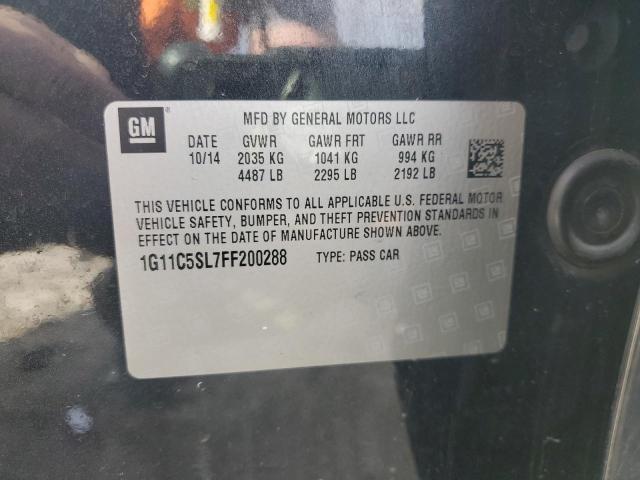 GM
MFD BY GENERAL MOTORS LLC
DATE GVWR GAWR FRT GAWR RR
10/14 2035 KG 1041 KG 994 KG
4487 LB 2295 LB 2192 LB
THIS VEHICLE CONFORMS TO ALL APPLICABLE U.S. FEDERAL MOTOR
VEHICLE SAFETY, BUMPER, AND THEFT PREVENTION STANDARDS IN
EFFECT ON THE DATE OF MANUFACTURE SHOWN ABOVE.
1G11C5SL7FF200288 TYPE: PASS CAR